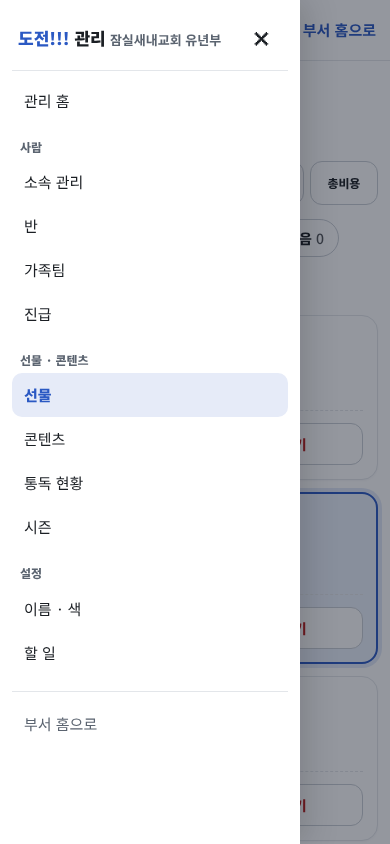 도전!!! 관리 잠실새내교회 유년부 ✕ 부서 홈으로
관리 홈
사람
소속 관리
총비용
반
음 0
가족팀
진급
선물 · 콘텐츠
선물
콘텐츠
기
통독 현황
시즌
설정
이름 · 색
기
할 일
부서 홈으로
기